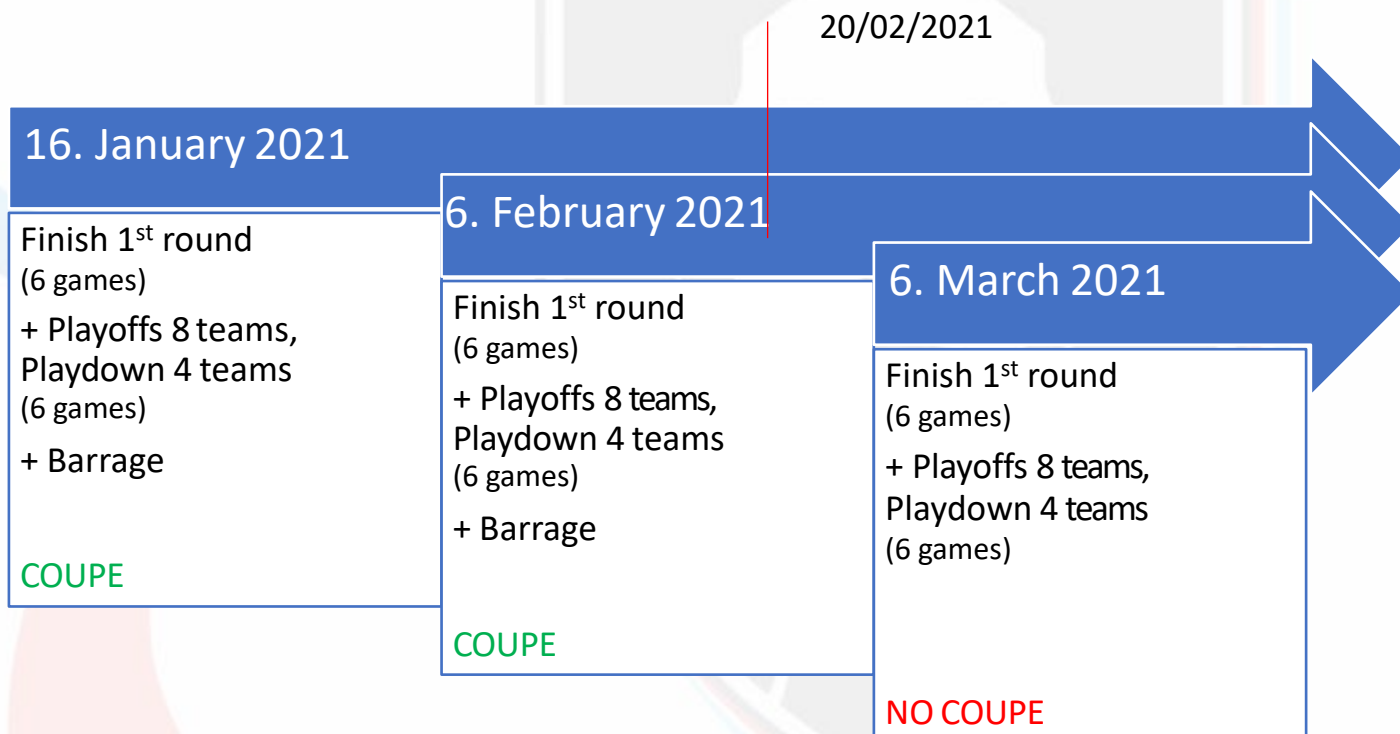 20/02/2021
16. January 2021
Finish 1st round
(6 games)
+ Playoffs 8 teams,
Playdown 4 teams
(6 games)
+ Barrage
COUPE
6. February 2021
Finish 1st round
(6 games)
+ Playoffs 8 teams,
Playdown 4 teams
(6 games)
+ Barrage
COUPE
6. March 2021
Finish 1st round
(6 games)
+ Playoffs 8 teams,
Playdown 4 teams
(6 games)
NO COUPE